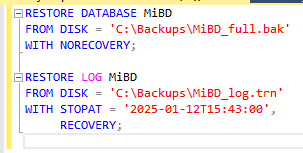 RESTORE DATABASE MiBD
FROM DISK = 'C:\Backups\MiBD_full.bak'
WITH NORECOVERY;
RESTORE LOG MiBD
FROM DISK = 'C:\Backups\MiBD_log.trn'
WITH STOPAT = '2025-01-12T15:43:00',
RECOVERY;